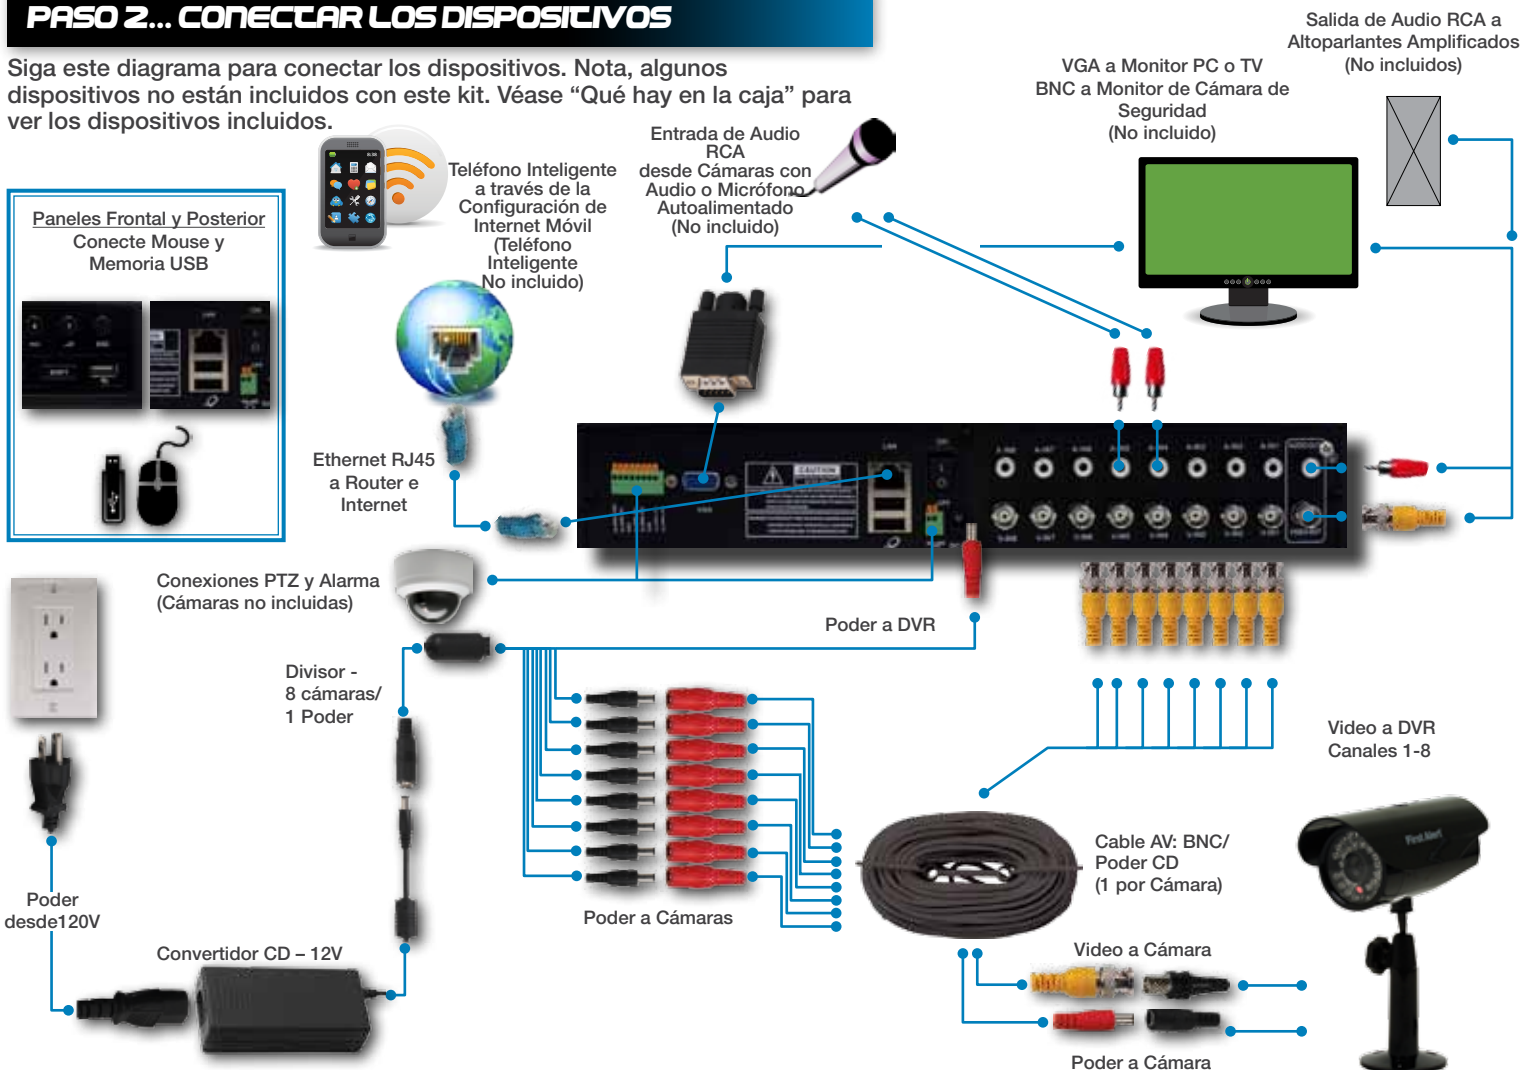 PASO 2... CONECTAR LOS DISPOSITIVOS
Siga este diagrama para conectar los dispositivos. Nota, algunos
dispositivos no están incluidos con este kit. Véase “Qué hay en la caja” para
ver los dispositivos incluidos.
Salida de Audio RCA a
Altoparlantes Amplificados
(No incluidos)
VGA a Monitor PC o TV
BNC a Monitor de Cámara de
Seguridad
(No incluido)
Entrada de Audio
RCA
desde Cámaras con
Audio o Micrófono
Autoalimentado
(No incluido)
Teléfono Inteligente
a través de la
Configuración de
Internet Móvil
(Teléfono
Inteligente
No incluido)
Paneles Frontal y Posterior
Conecte Mouse y
Memoria USB
Ethernet RJ45
a Router e
Internet
CAUTION
Conexiones PTZ y Alarma
(Cámaras no incluidas)
Poder a DVR
Divisor -
8 cámaras/
1 Poder
Video a DVR
Canales 1-8
Cable AV: BNC/
Poder CD
(1 por Cámara)
First Alert
Poder
desde120V
Poder a Cámaras
Convertidor CD – 12V
Video a Cámara
Poder a Cámara